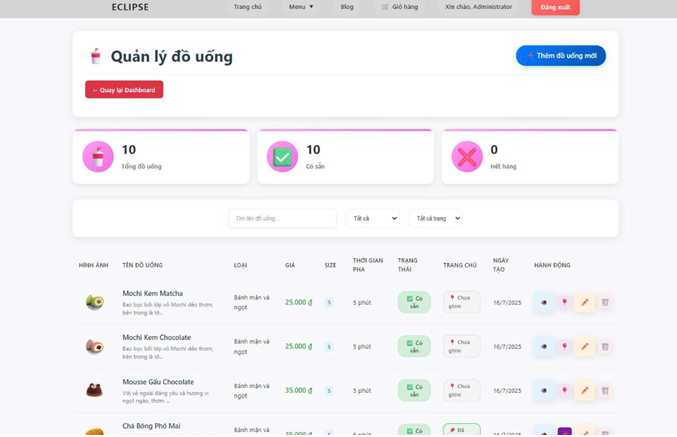 ECLIPSE
Trang chủ
Menu ▼
Blog
Giỏ hàng
Xin chào, Administrator
Đăng xuất
Quản lý đồ uống
+ Thêm đồ uống mới
← Quay lại Dashboard
10
Tổng đồ uống
10
Có sẵn
0
Hết hàng
Tìm tên đồ uống...
Tất cả
Tất cả trạng
HÌNH ẢNH
TÊN ĐỒ UỐNG
LOẠI
GIÁ
SIZE
THỜI GIAN
PHA
TRẠNG
THÁI
TRANG CHỦ
NGÀY
TẠO
HÀNH ĐỘNG
Mochi Kem Matcha
Bao bọc bởi lớp vỏ Mochi dẻo thơm,
bên trong là lớ...
Bánh mặn và
ngọt
25.000 ₫
S
5 phút
Có
sẵn
Chưa
ghim
16/7/2025
Mochi Kem Chocolate
Bao bọc bởi lớp vỏ Mochi dẻo thơm,
bên trong là lớ...
Bánh mặn và
ngọt
25.000 ₫
S
5 phút
Có
sẵn
Chưa
ghim
16/7/2025
Mousse Gấu Chocolate
Với vẻ ngoài đáng yêu và hương vị
ngọt ngào, thơm ...
Bánh mặn và
ngọt
35.000 ₫
S
5 phút
Có
sẵn
Chưa
ghim
16/7/2025
Chà Bông Phô Mai
Bánh mặn và
Có
Đã